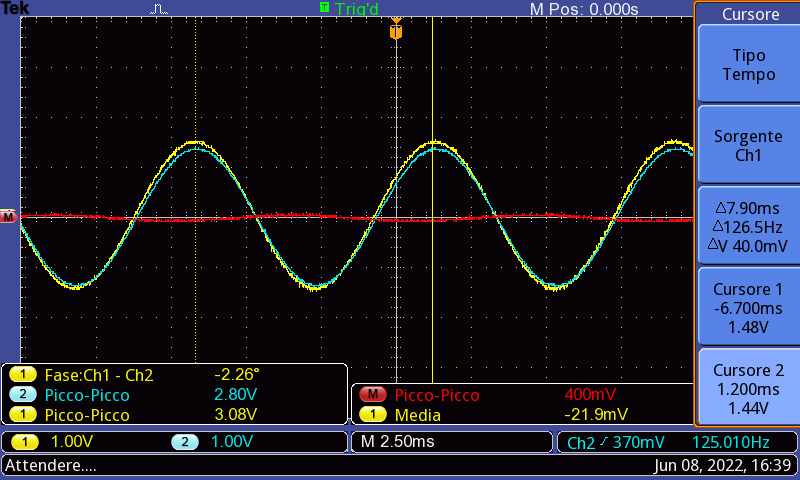 Tek
T Trig'd
M Pos: 0.000s
Cursore
T
Tipo
Tempo
Sorgente
Ch1
Δ7.90ms
Δ126.5Hz
ΔV 40.0mV
Cursore 1
-6.700ms
1.48V
Cursore 2
1.200ms
1.44V
M
1 Fase:Ch1 - Ch2 -2.26°
2 Picco-Picco 2.80V
1 Picco-Picco 3.08V
M Picco-Picco 400mV
1 Media -21.9mV
1 1.00V 2 1.00V
M 2.50ms
Ch2 370mV 125.010Hz
Attendere....
Jun 08, 2022, 16:39